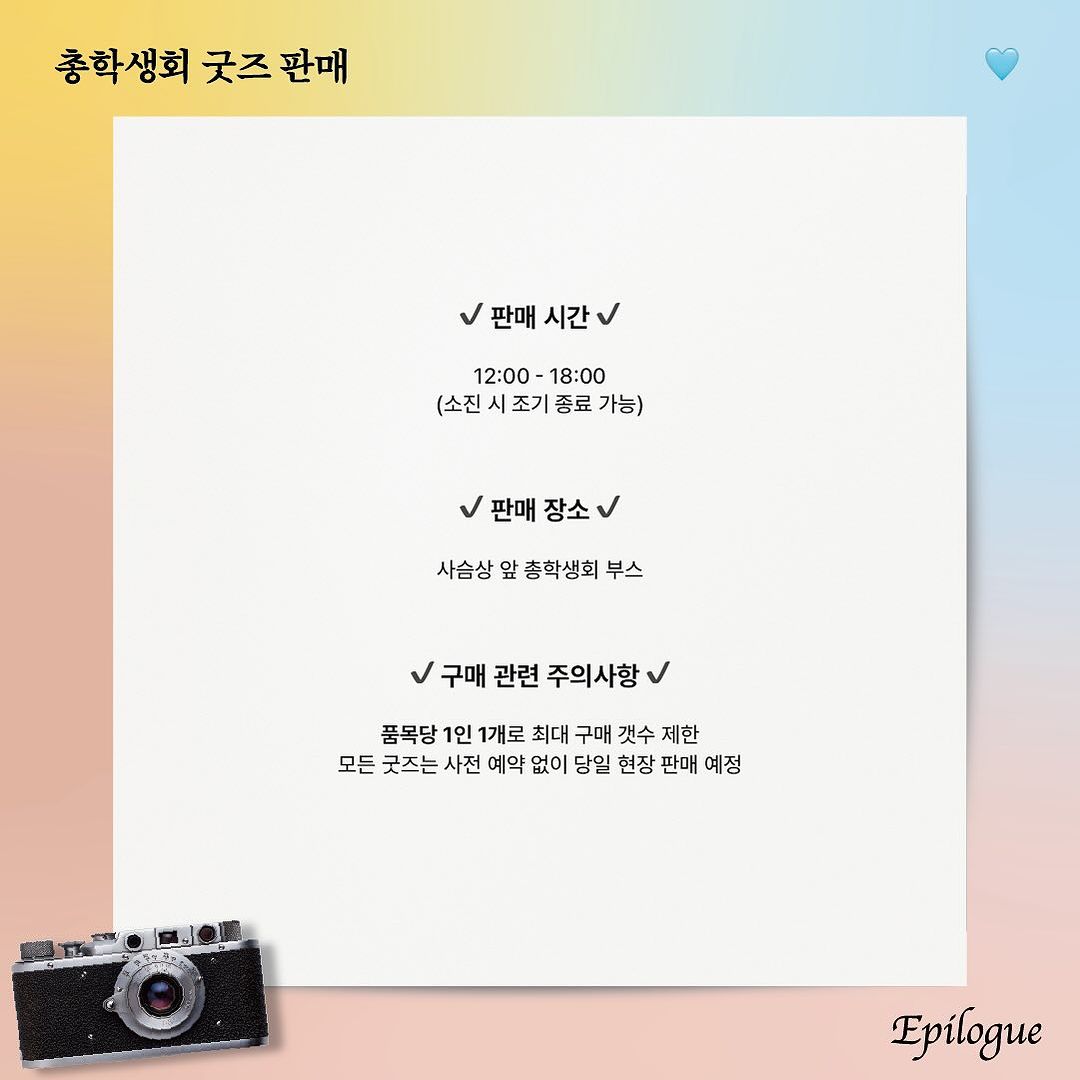 총학생회 굿즈 판매
✔ 판매 시간 ✔
12:00 - 18:00
(소진 시 조기 종료 가능)
✔ 판매 장소 ✔
사슴상 앞 총학생회 부스
✔ 구매 관련 주의사항 ✔
품목당 1인 1개로 최대 구매 갯수 제한
모든 굿즈는 사전 예약 없이 당일 현장 판매 예정
Epilogue